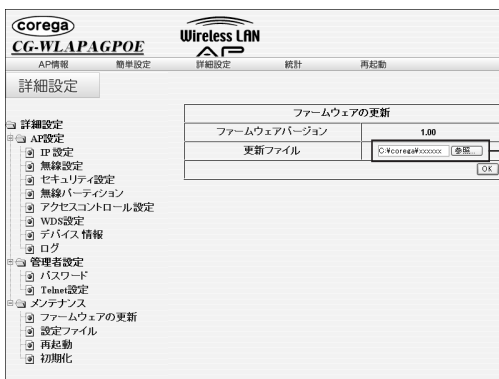 corega
CG-WLAPAGPOE
Wireless LAN
AP
AP情報 簡単設定 詳細設定 統計 再起動
詳細設定
詳細設定
AP設定
IP 設定
無線設定
セキュリティ設定
無線パーティション
アクセスコントロール設定
WDS設定
デバイス 情報
ログ
管理者設定
パスワード
Telnet設定
メンテナンス
ファームウェアの更新
設定ファイル
再起動
初期化
ファームウェアの更新
ファームウェアバージョン 1.00
更新ファイル C:¥corega¥xxxxxx 参照...
OK